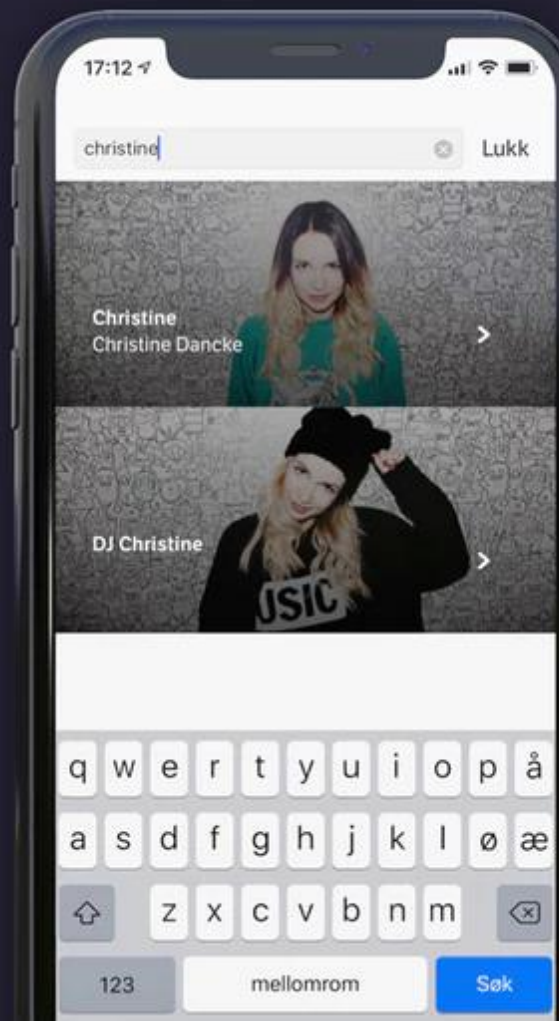 17:12
christine
Lukk
Christine
Christine Dancke
DJ Christine
USIC
q w e r t y u i o p å
a s d f g h j k l ø æ
z x c v b n m
123 mellomrom Søk